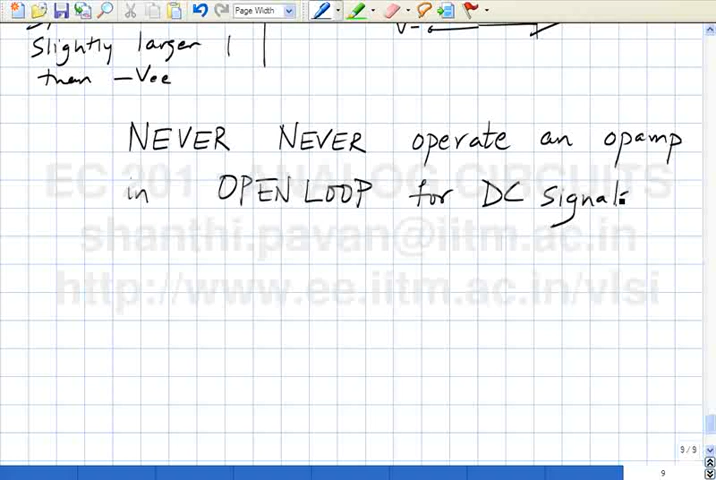 Page Width
Slightly larger
than -Vee
V-
NEVER NEVER operate an opamp
in OPEN LOOP for DC signals
EC 201 : ANALOG CIRCUITS
shanthi.pavan@iitm.ac.in
http://www.ee.iitm.ac.in/vlsi
9/9
9